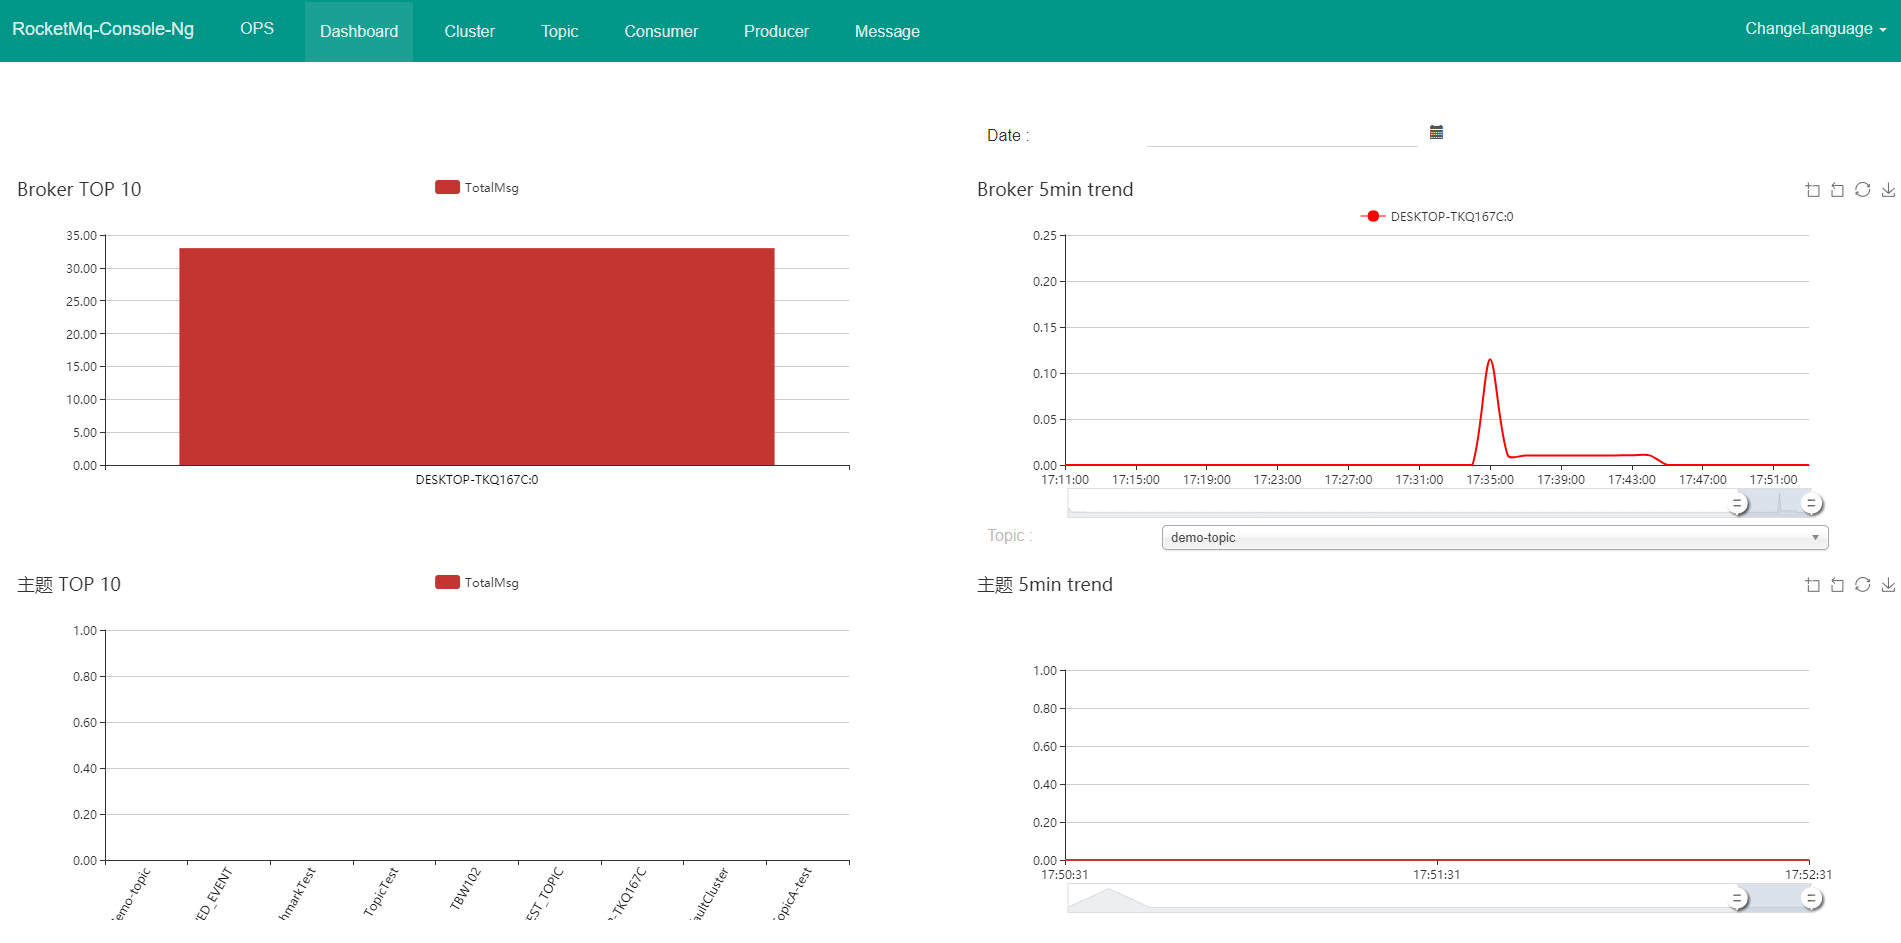 RocketMq-Console-Ng OPS Dashboard Cluster Topic Consumer Producer Message ChangeLanguage
Date :
Broker TOP 10
TotalMsg
35.00
30.00
25.00
20.00
15.00
10.00
5.00
0.00
DESKTOP-TKQ167C:0
Broker 5min trend
DESKTOP-TKQ167C:0
0.25
0.20
0.15
0.10
0.05
0.00
17:11:00 17:15:00 17:19:00 17:23:00 17:27:00 17:31:00 17:35:00 17:39:00 17:43:00 17:47:00 17:51:00
Topic :
demo-topic
主题 TOP 10
TotalMsg
1.00
0.80
0.60
0.40
0.20
0.00
emo-topic
ED_EVENT
hmarkTest
TopicTest
TBW102
EST_TOPIC
-TKQ167C
aultCluster
opicA-test
主题 5min trend
1.00
0.80
0.60
0.40
0.20
0.00
17:50:31 17:51:31 17:52:31